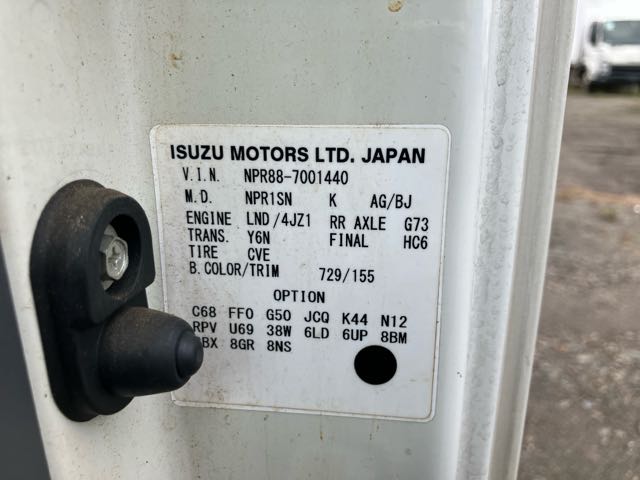 ISUZU MOTORS LTD. JAPAN
V.I.N. NPR88-7001440
M.D. NPR1SN K AG/BJ
ENGINE LND/4JZ1 RR AXLE G73
TRANS. Y6N FINAL HC6
TIRE CVE
B.COLOR/TRIM 729/155
OPTION
C68 FF0 G50 JCQ K44 N12
RPV U69 38W 6LD 6UP 8BM
8GR 8NS